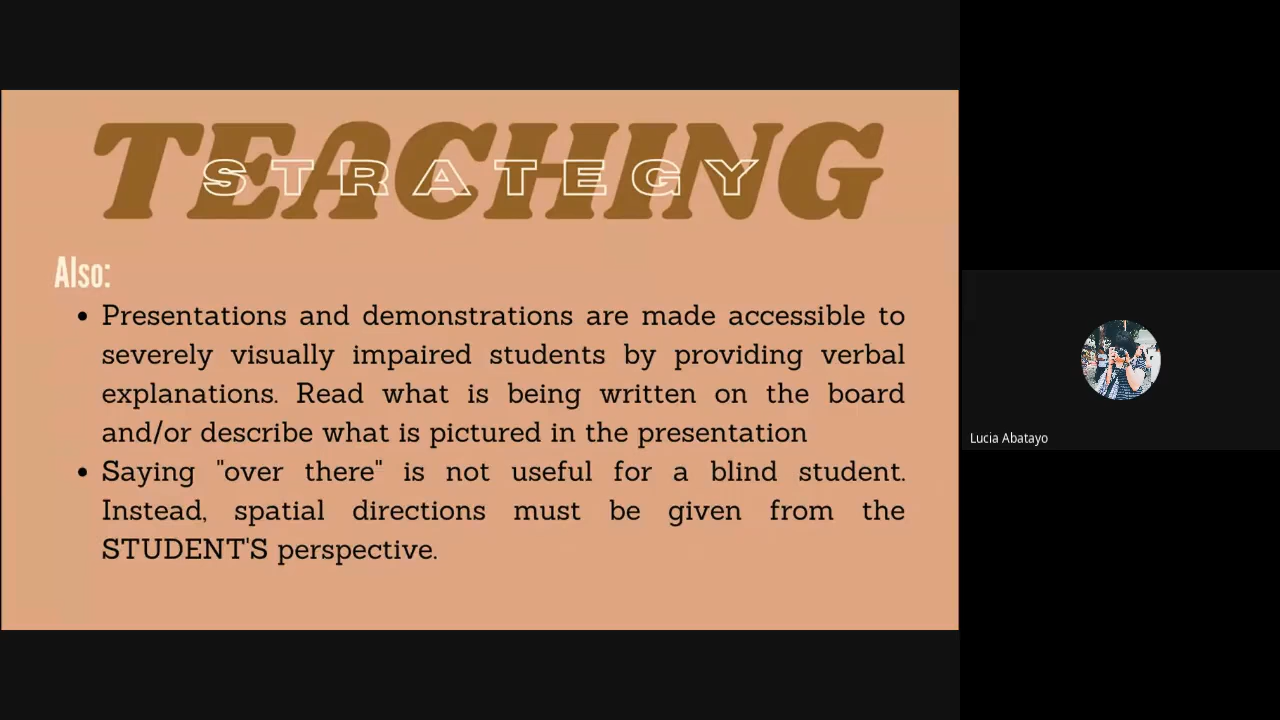 TEACHING
STRATEGY
Also:
• Presentations and demonstrations are made accessible to
severely visually impaired students by providing verbal
explanations. Read what is being written on the board
and/or describe what is pictured in the presentation
• Saying "over there" is not useful for a blind student.
Instead, spatial directions must be given from the
STUDENT'S perspective.
Lucia Abatayo